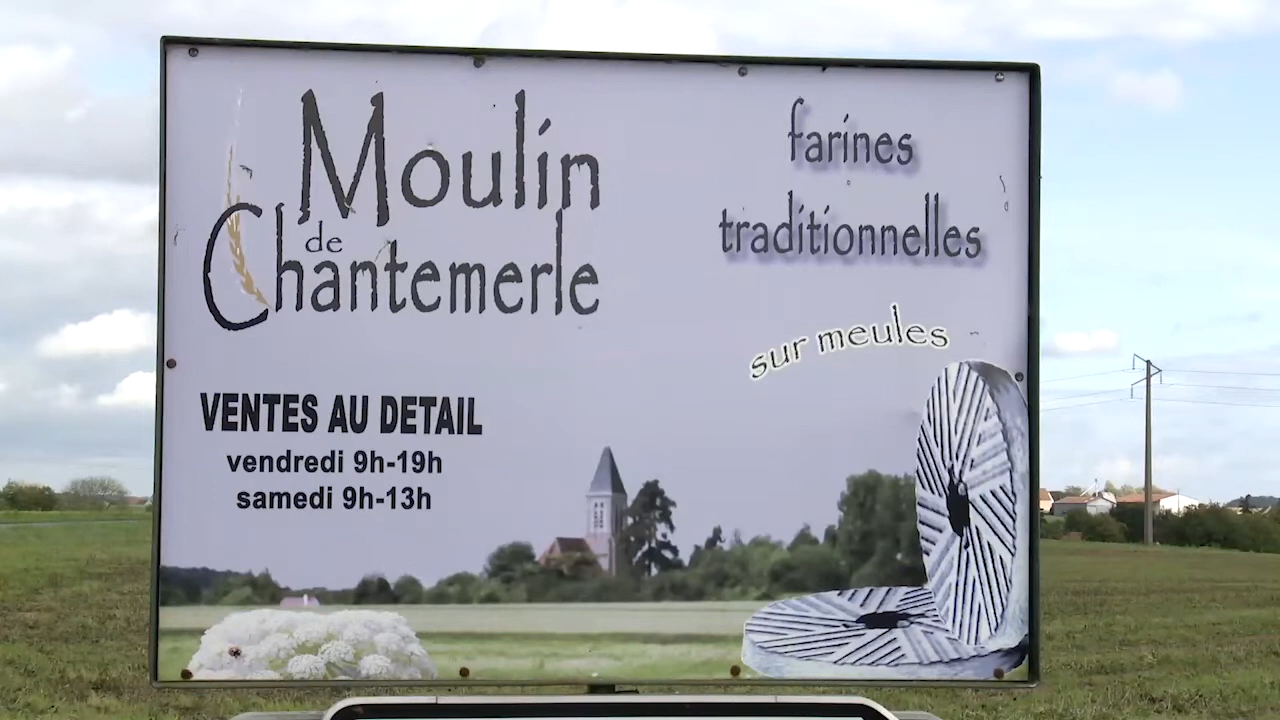 Moulin
de
Chantemerle
farines
traditionnelles
sur meules
VENTES AU DETAIL
vendredi 9h-19h
samedi 9h-13h